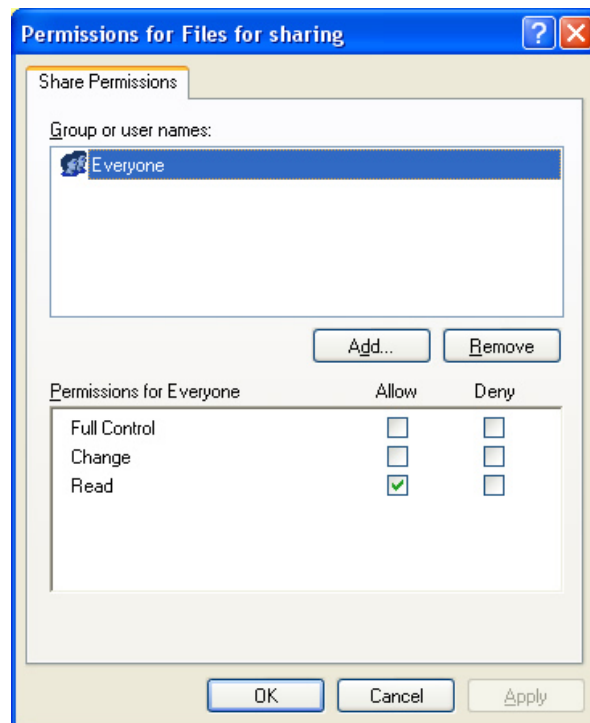 Permissions for Files for sharing
Share Permissions
Group or user names:
Everyone
Add... Remove
Permissions for Everyone Allow Deny
Full Control
Change
Read
OK Cancel Apply